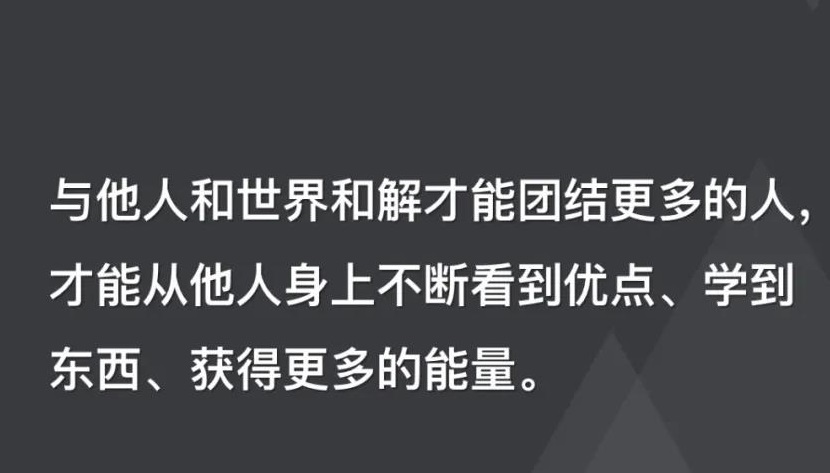 与他人和世界和解才能团结更多的人，
才能从他人身上不断看到优点、学到
东西、获得更多的能量。